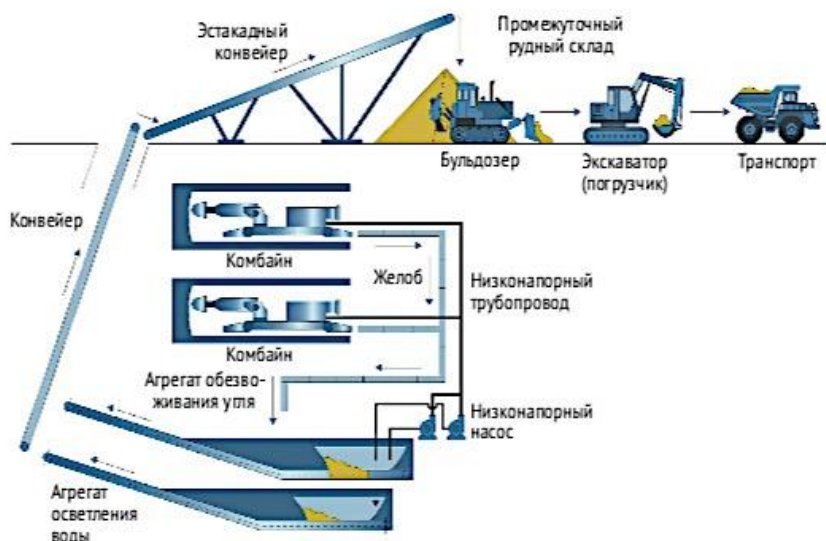 Эстакадный
конвейер
Промежуточный
рудный склад
Бульдозер
Экскаватор
(погрузчик)
Транспорт
Конвейер
Комбайн
Желоб
Низконапорный
трубопровод
Комбайн
Агрегат обезво-
живания угля
Низконапорный
насос
Агрегат
осветления
воды